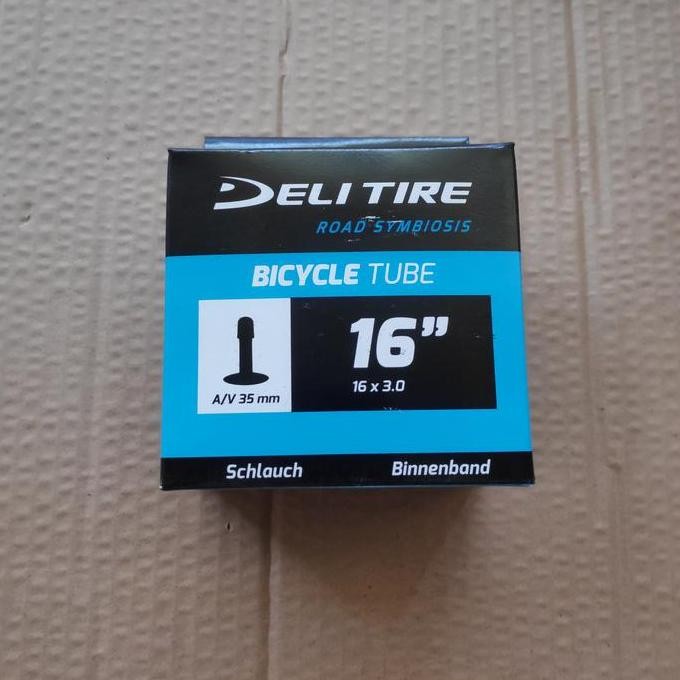 DELI TIRE
ROAD SYMBIOSIS
BICYCLE TUBE
16”
16 x 3.0
A/V 35 mm
Schlauch Binnenband